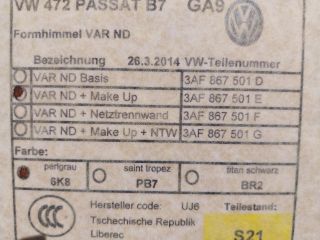 VW 472 PASSAT B7 GA9
Formhimmel VAR ND
Bezeichnung 26.3.2014 VW-Teilenummer
VAR ND Basis 3AF 867 501 D
VAR ND + Make Up 3AF 867 501 E
VAR ND + Netztrennwand 3AF 867 501 F
VAR ND + Make Up + NTW 3AF 867 501 G
Farbe:
perlgrau saint tropez titan schwarz
6K8 PB7 BR2
CCC Hersteller code: UJ6 Teilestand:
Tschechische Republik
Liberec S21